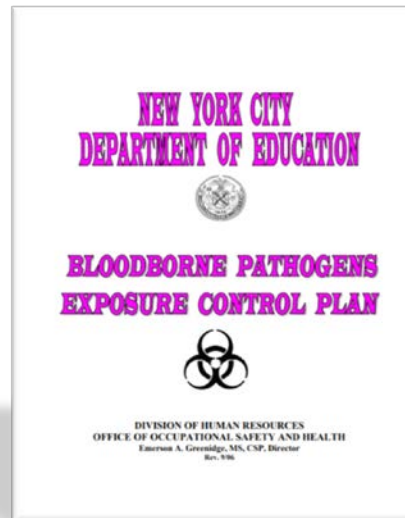 NEW YORK CITY
DEPARTMENT OF EDUCATION
BLOODBORNE PATHOGENS
EXPOSURE CONTROL PLAN
DIVISION OF HUMAN RESOURCES
OFFICE OF OCCUPATIONAL SAFETY AND HEALTH
Emerson A. Greenidge, MS, CSP, Director
Rev. 9/06